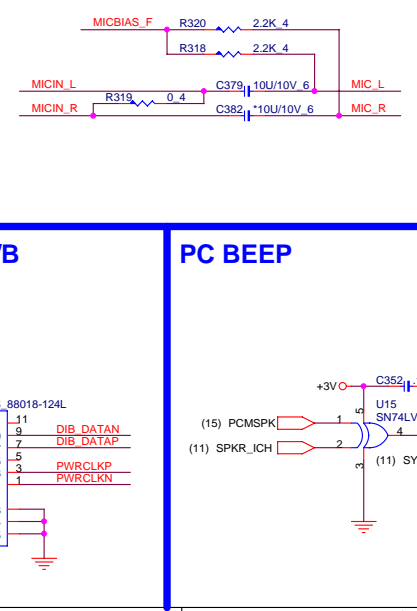 MICBIAS_F R320 2.2K_4
R318 2.2K_4
MICIN_L C379 10U/10V_6 MIC_L
R319 0_4
MICIN_R C382 *10U/10V_6 MIC_R
/B
PC BEEP
88018-124L
11
9 DIB_DATAN
7 DIB_DATAP
5
3 PWRCLKP
1 PWRCLKN
+3V C352
U15
SN74LV
5
(15) PCMSPK 1
4
(11) SPKR_ICH 2
3
(11) SY